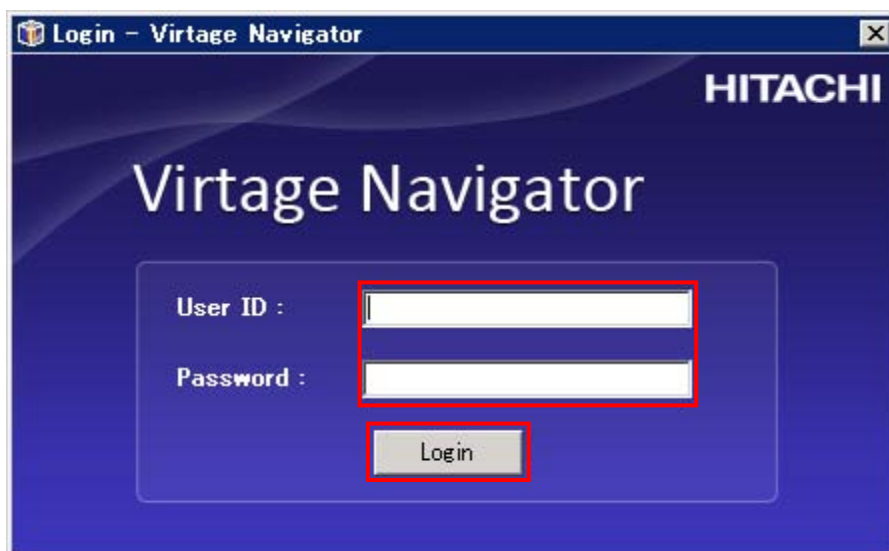 Login - Virtage Navigator
HITACHI
Virtage Navigator
User ID :
Password :
Login